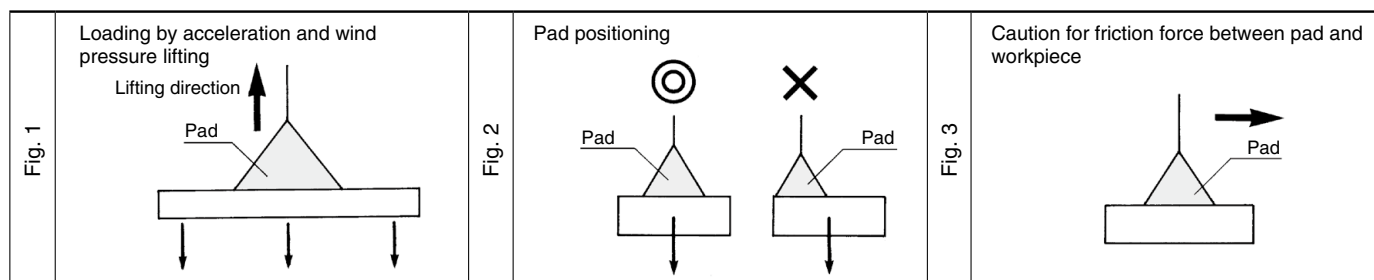 Fig. 1
Loading by acceleration and wind
pressure lifting
Lifting direction
Pad
Fig. 2
Pad positioning
Pad
Pad
Fig. 3
Caution for friction force between pad and
workpiece
Pad